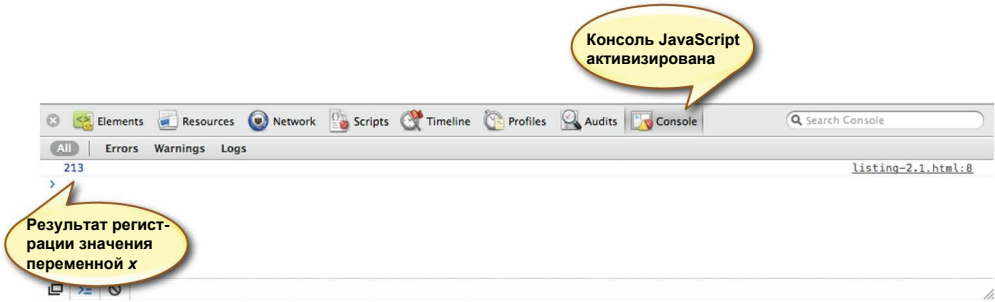 Консоль JavaScript
активизирована
Elements Resources Network Scripts Timeline Profiles Audits Console Search Console
All Errors Warnings Logs
213 listing-2.1.html:8
>
Результат регист-
рации значения
переменной x